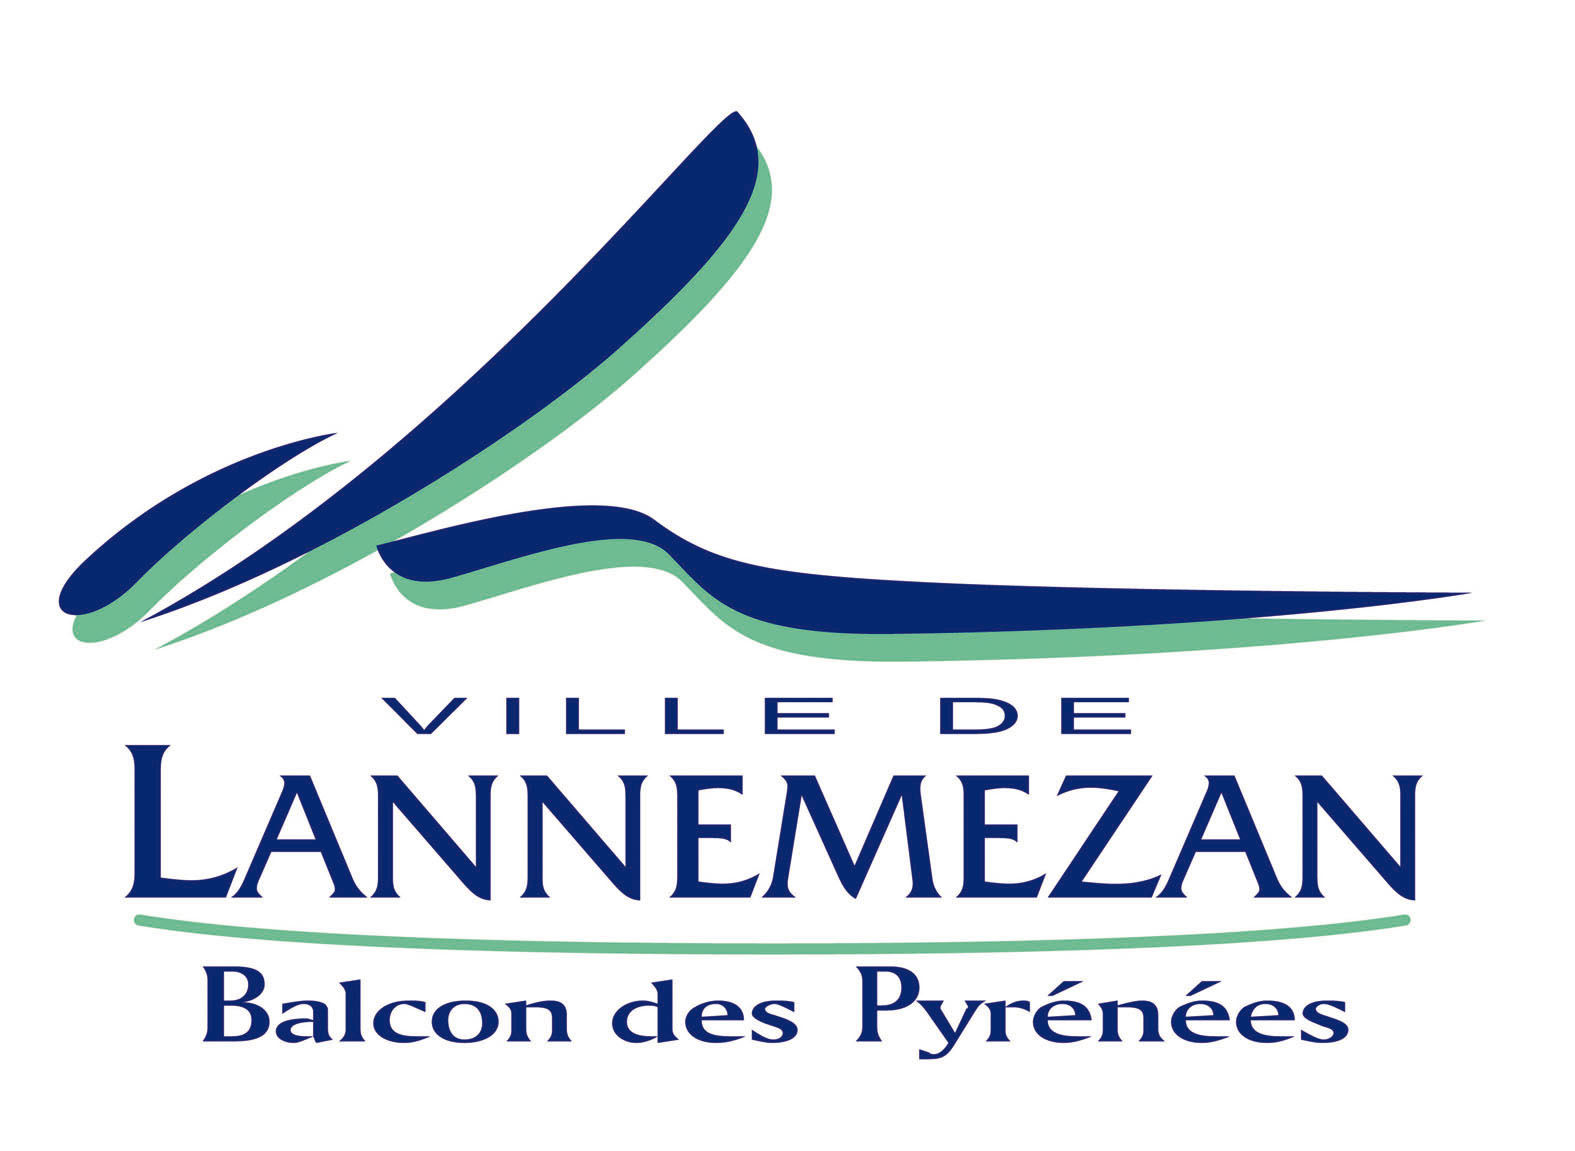 VILLE DE
LANNEMEZAN
Balcon des Pyrénées